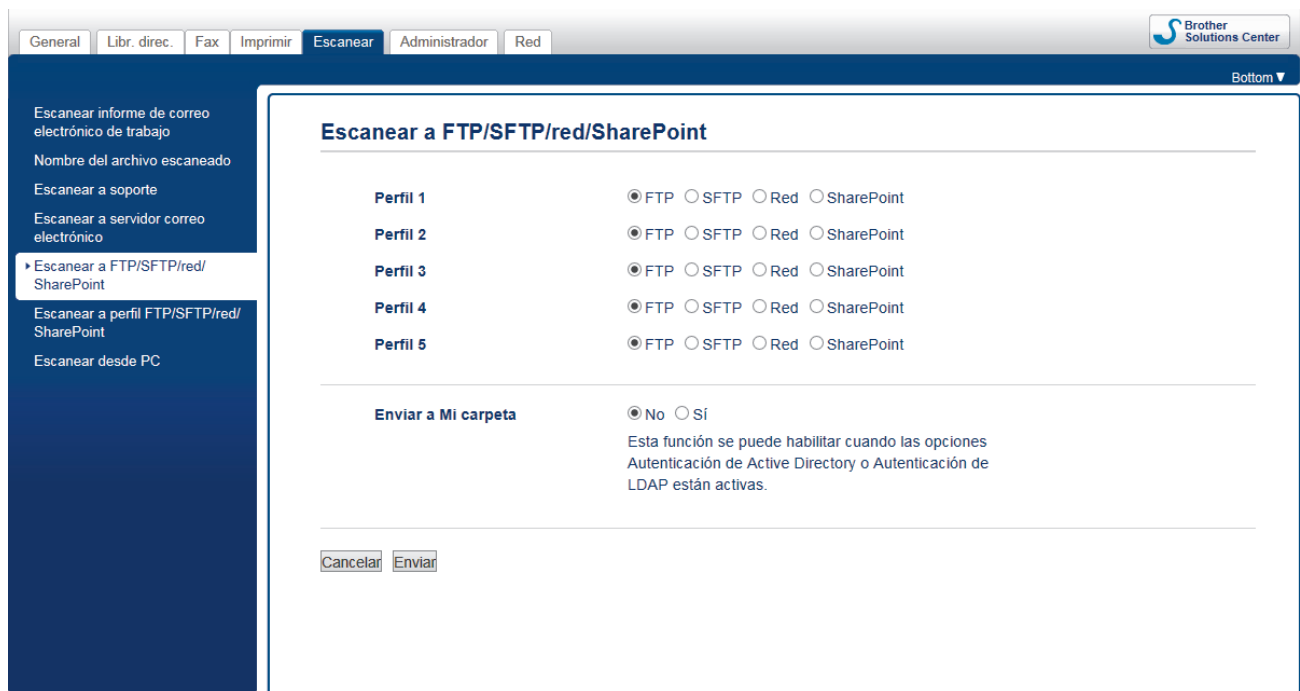 General Libr. direc. Fax Imprimir Escanear Administrador Red
Brother
Solutions Center
Bottom▼
Escanear informe de correo
electrónico de trabajo
Nombre del archivo escaneado
Escanear a soporte
Escanear a servidor correo
electrónico
Escanear a FTP/SFTP/red/
SharePoint
Escanear a perfil FTP/SFTP/red/
SharePoint
Escanear desde PC
Escanear a FTP/SFTP/red/SharePoint
Perfil 1 FTP SFTP Red SharePoint
Perfil 2 FTP SFTP Red SharePoint
Perfil 3 FTP SFTP Red SharePoint
Perfil 4 FTP SFTP Red SharePoint
Perfil 5 FTP SFTP Red SharePoint
Enviar a Mi carpeta No Sí
Esta función se puede habilitar cuando las opciones
Autenticación de Active Directory o Autenticación de
LDAP están activas.
Cancelar Enviar